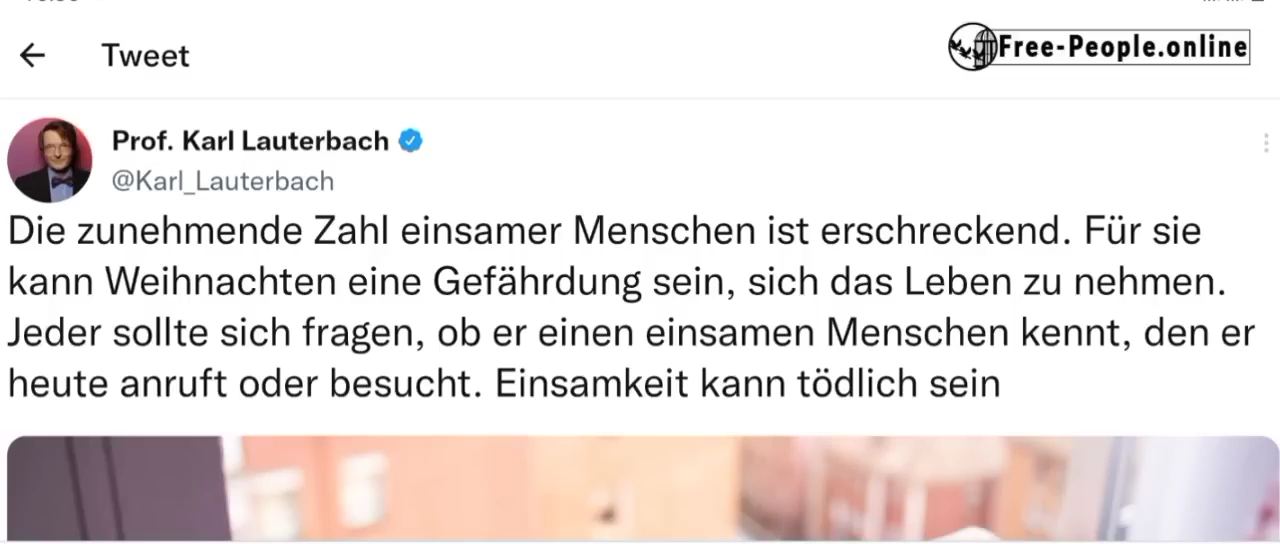 Tweet
Free-People.online
Prof. Karl Lauterbach
@Karl_Lauterbach
Die zunehmende Zahl einsamer Menschen ist erschreckend. Für sie
kann Weihnachten eine Gefährdung sein, sich das Leben zu nehmen.
Jeder sollte sich fragen, ob er einen einsamen Menschen kennt, den er
heute anruft oder besucht. Einsamkeit kann tödlich sein